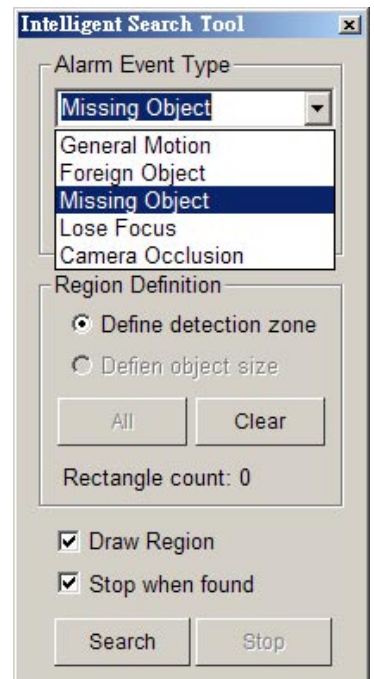 Intelligent Search Tool
Alarm Event Type
Missing Object
General Motion
Foreign Object
Missing Object
Lose Focus
Camera Occlusion
Region Definition
Define detection zone
Defien object size
All Clear
Rectangle count: 0
Draw Region
Stop when found
Search Stop